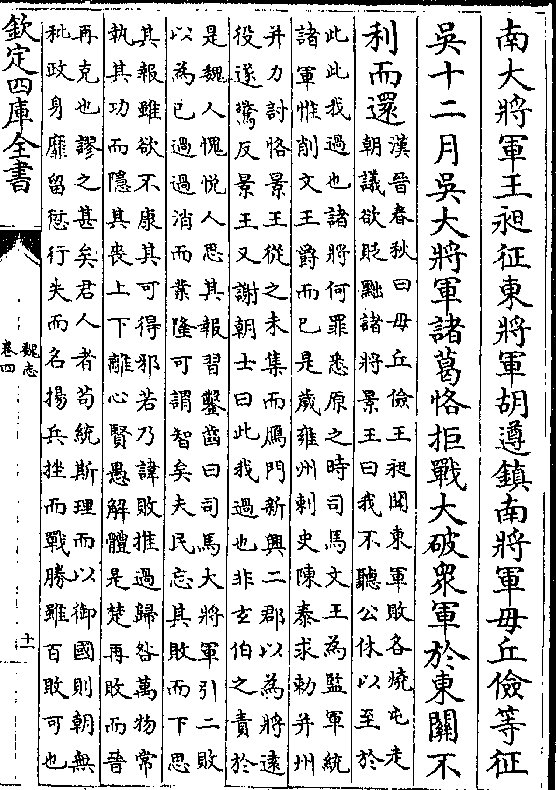 南大將軍王昶征東將軍胡遵鎮南將軍毋丘儉等征
吳十二月吳大將軍諸葛恪拒戰大破衆軍於東關不
利而還
漢晉春秋曰毋丘儉王昶聞東軍敗各燒屯走
朝議欲貶黜諸將景王曰我不聽公休以至於
此此我過也諸將何罪悉原之時司馬文王為監軍統
諸軍惟削文王爵而已是歲雍州刺史陳泰求勅并州
并力討恪景王從之未集而鴈門新興二郡以為將遠
役遂驚反景王又謝朝士曰此我過也非玄伯之責於
是魏人愧悦人思其報習鑿齒曰司馬大將軍引二敗
以為已過過消而業隆可謂智矣夫民忘其敗而下思
其報雖欲不康其可得邪若乃諱敗推過歸咎萬物常
執其功而隱其喪上下離心賢愚解體是楚再敗而晉
再克也謬之甚矣君人者苟統斯理而以御國則朝無
秕政身靡留愆行失而名揚兵挫而戰勝雖百敗可也
欽定四庫全書
魏志
卷四
十一